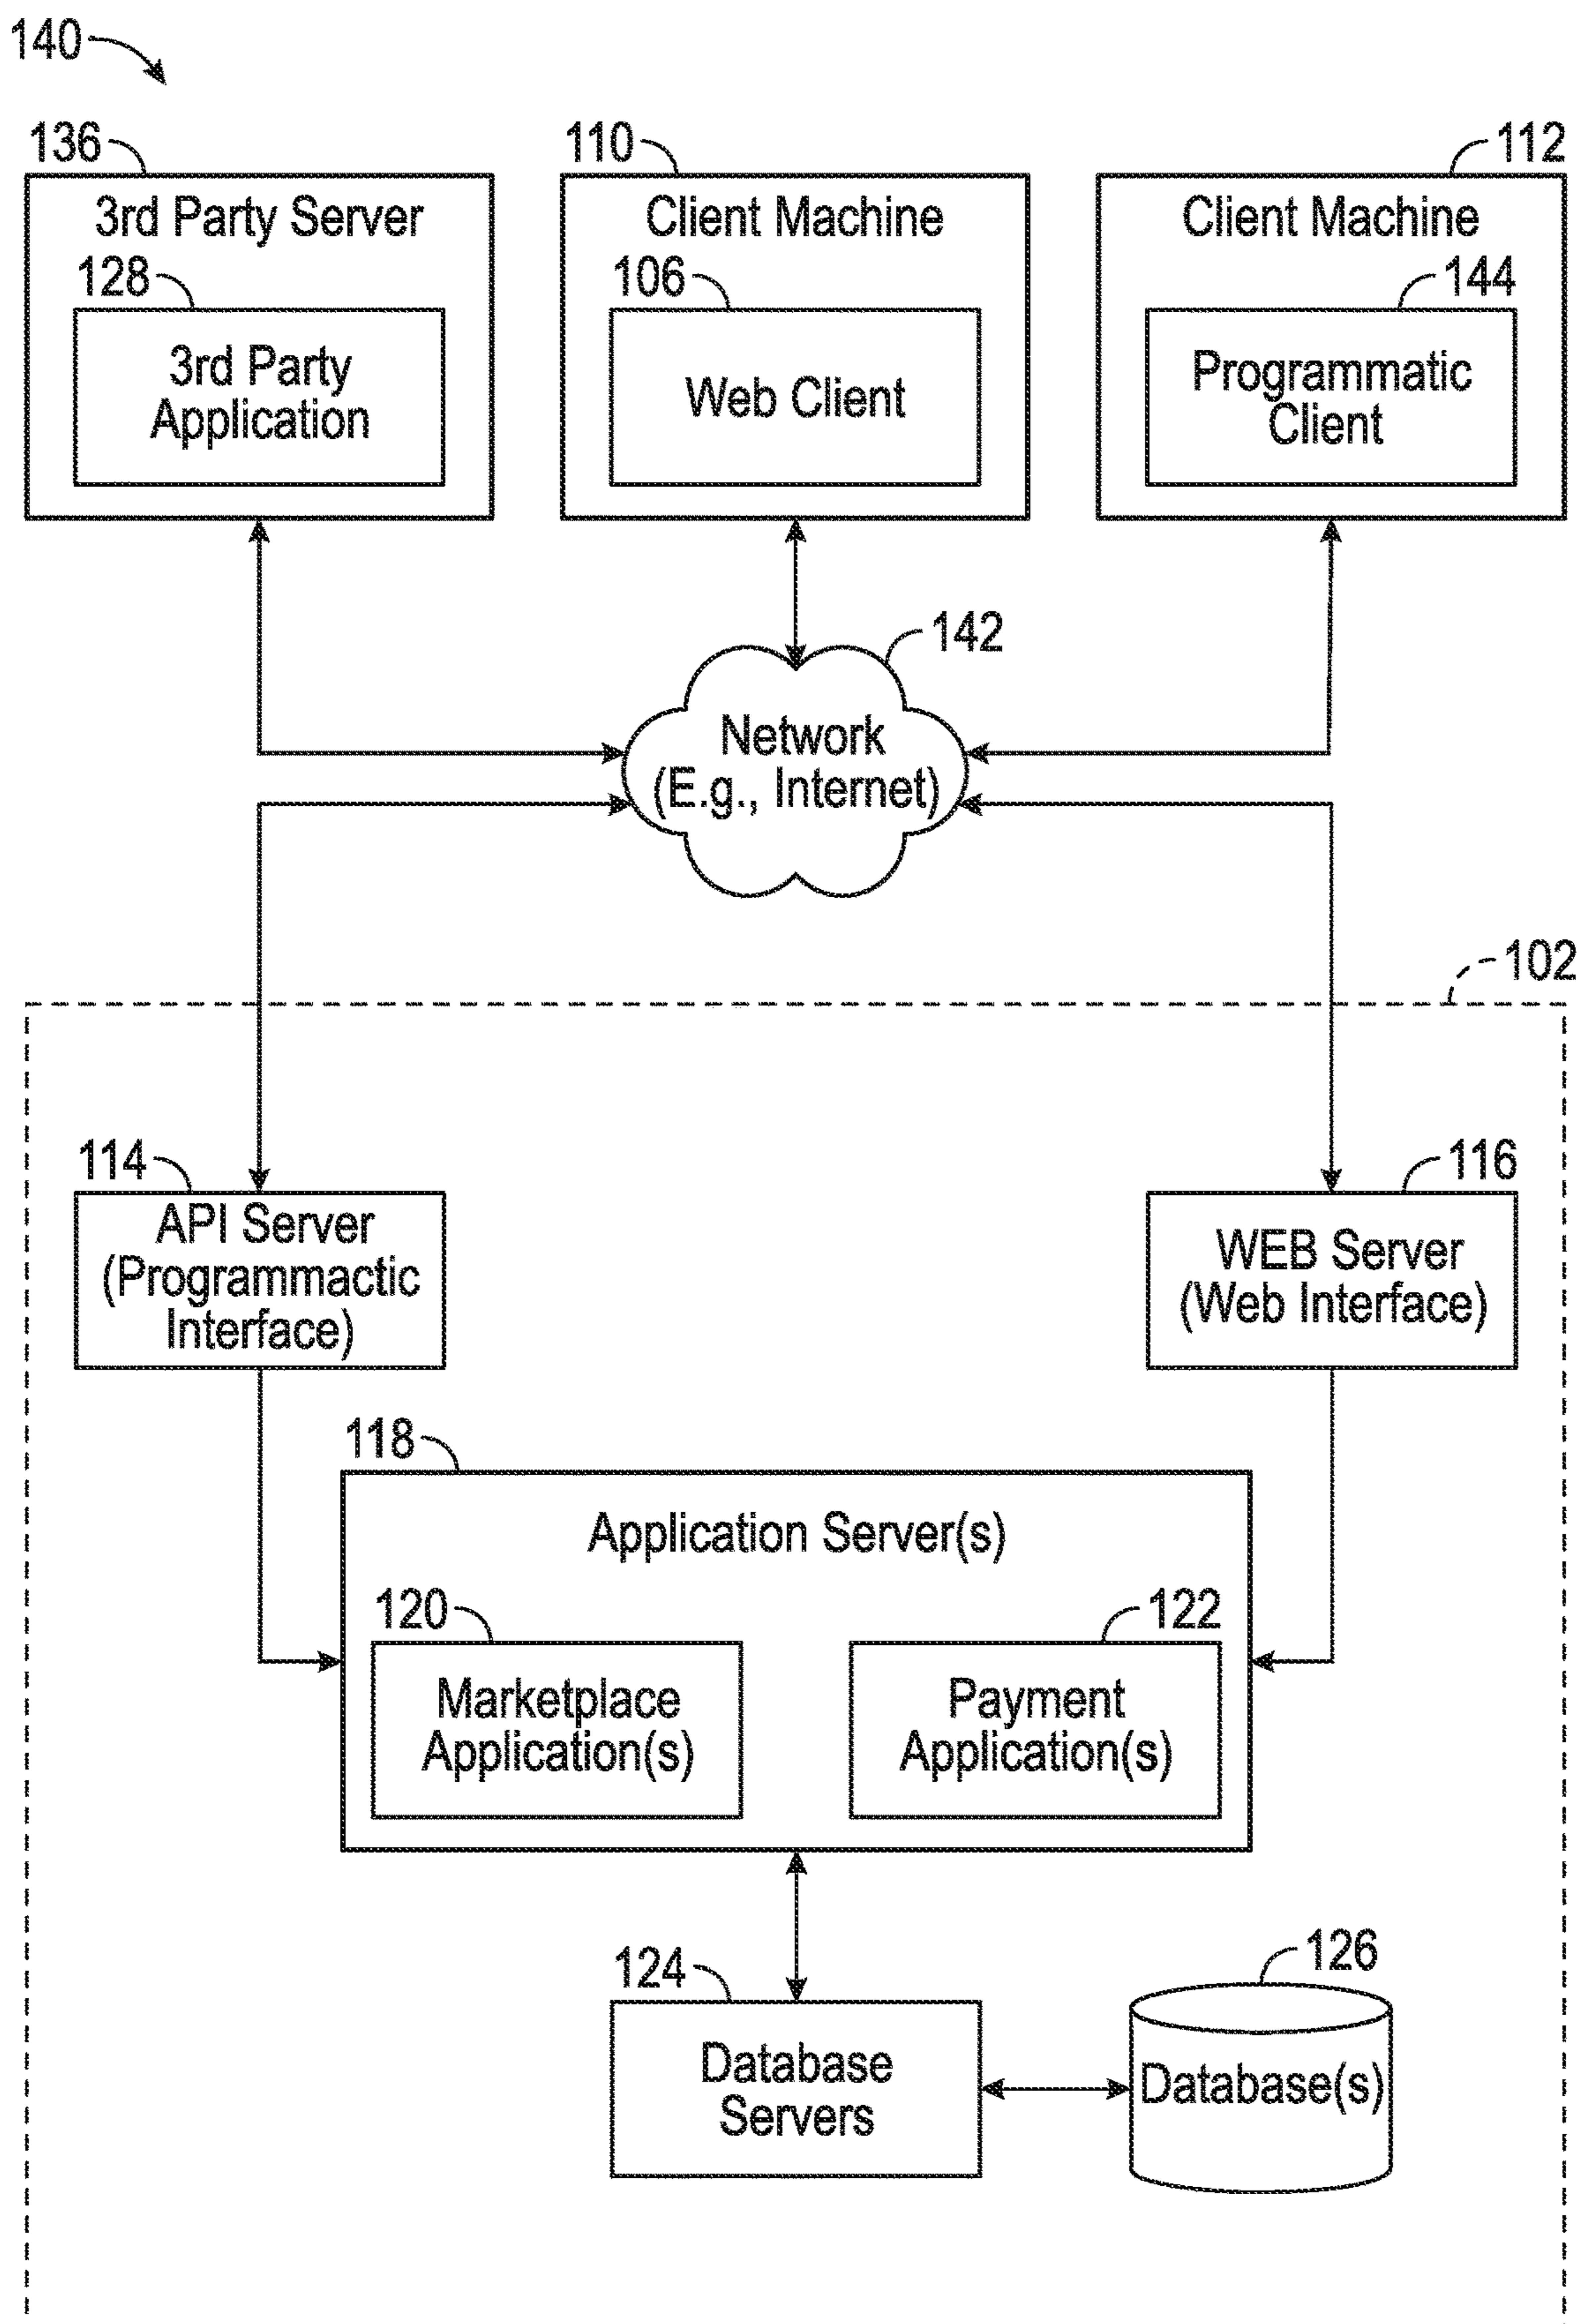 140
136
3rd Party Server
128
3rd Party
Application
110
Client Machine
106
Web Client
112
Client Machine
144
Programmatic
Client
142
Network
(E.g., Internet)
102
114
API Server
(Programmactic
Interface)
116
WEB Server
(Web Interface)
118
Application Server(s)
120
Marketplace
Application(s)
122
Payment
Application(s)
124
Database
Servers
126
Database(s)